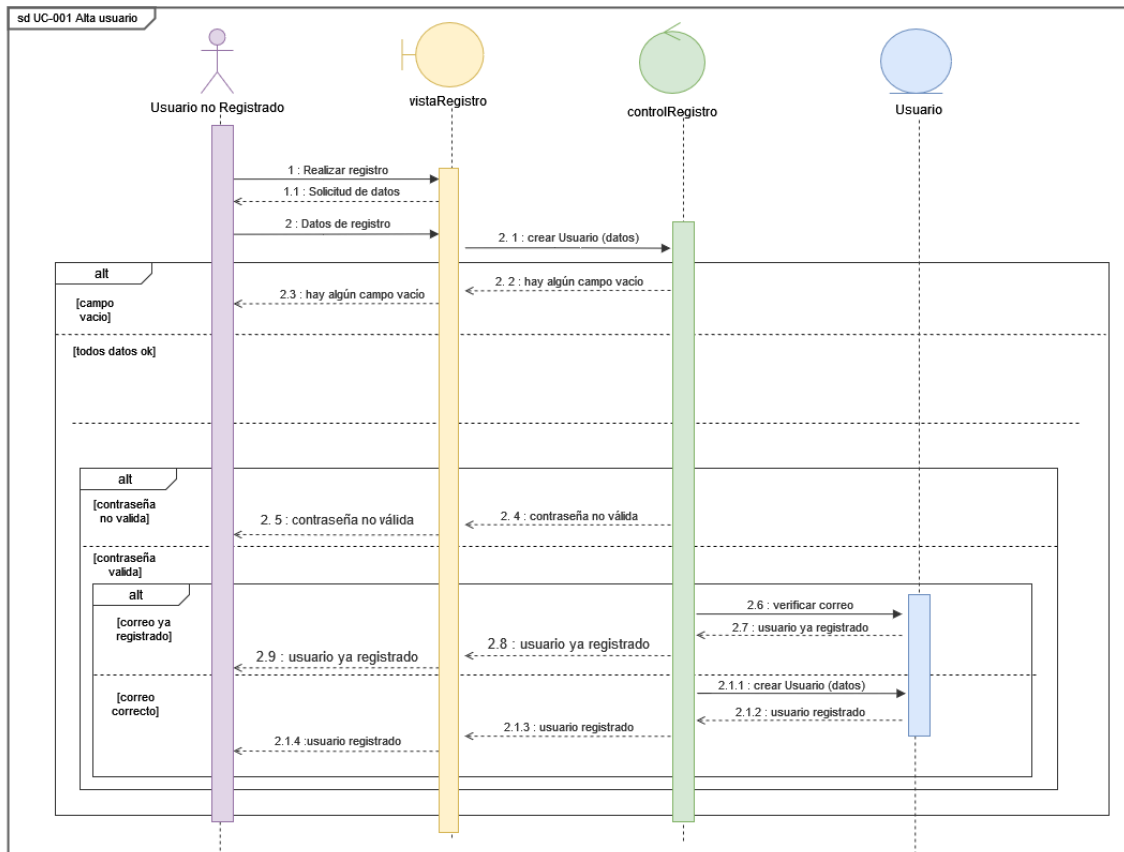 sd UC-001 Alta usuario
Usuario no Registrado
vistaRegistro
controlRegistro
Usuario
1 : Realizar registro
1.1 : Solicitud de datos
2 : Datos de registro
2. 1 : crear Usuario (datos)
alt
[campo
vacio]
2. 2 : hay algún campo vacio
2.3 : hay algún campo vacio
[todos datos ok]
alt
[contraseña
no valida]
2. 4 : contraseña no válida
2. 5 : contraseña no válida
[contraseña
valida]
alt
[correo ya
registrado]
2.6 : verificar correo
2.7 : usuario ya registrado
2.8 : usuario ya registrado
2.9 : usuario ya registrado
[correo
correcto]
2.1.1 : crear Usuario (datos)
2.1.2 : usuario registrado
2.1.3 : usuario registrado
2.1.4 :usuario registrado